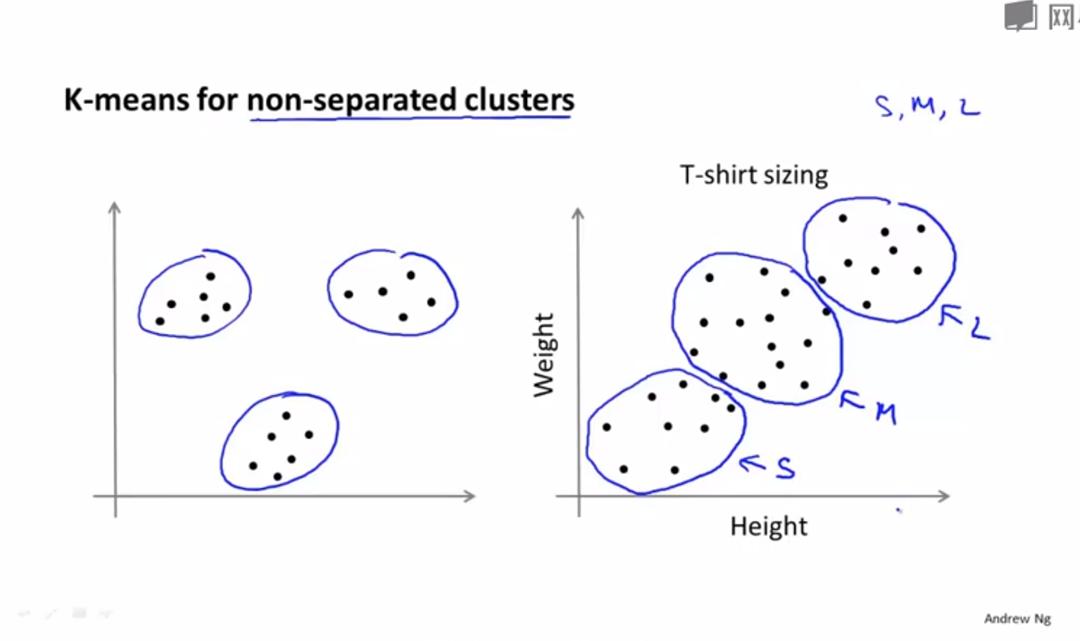 K-means for non-separated clusters
S, M, L
T-shirt sizing
Weight
Height
L
M
S
Andrew Ng